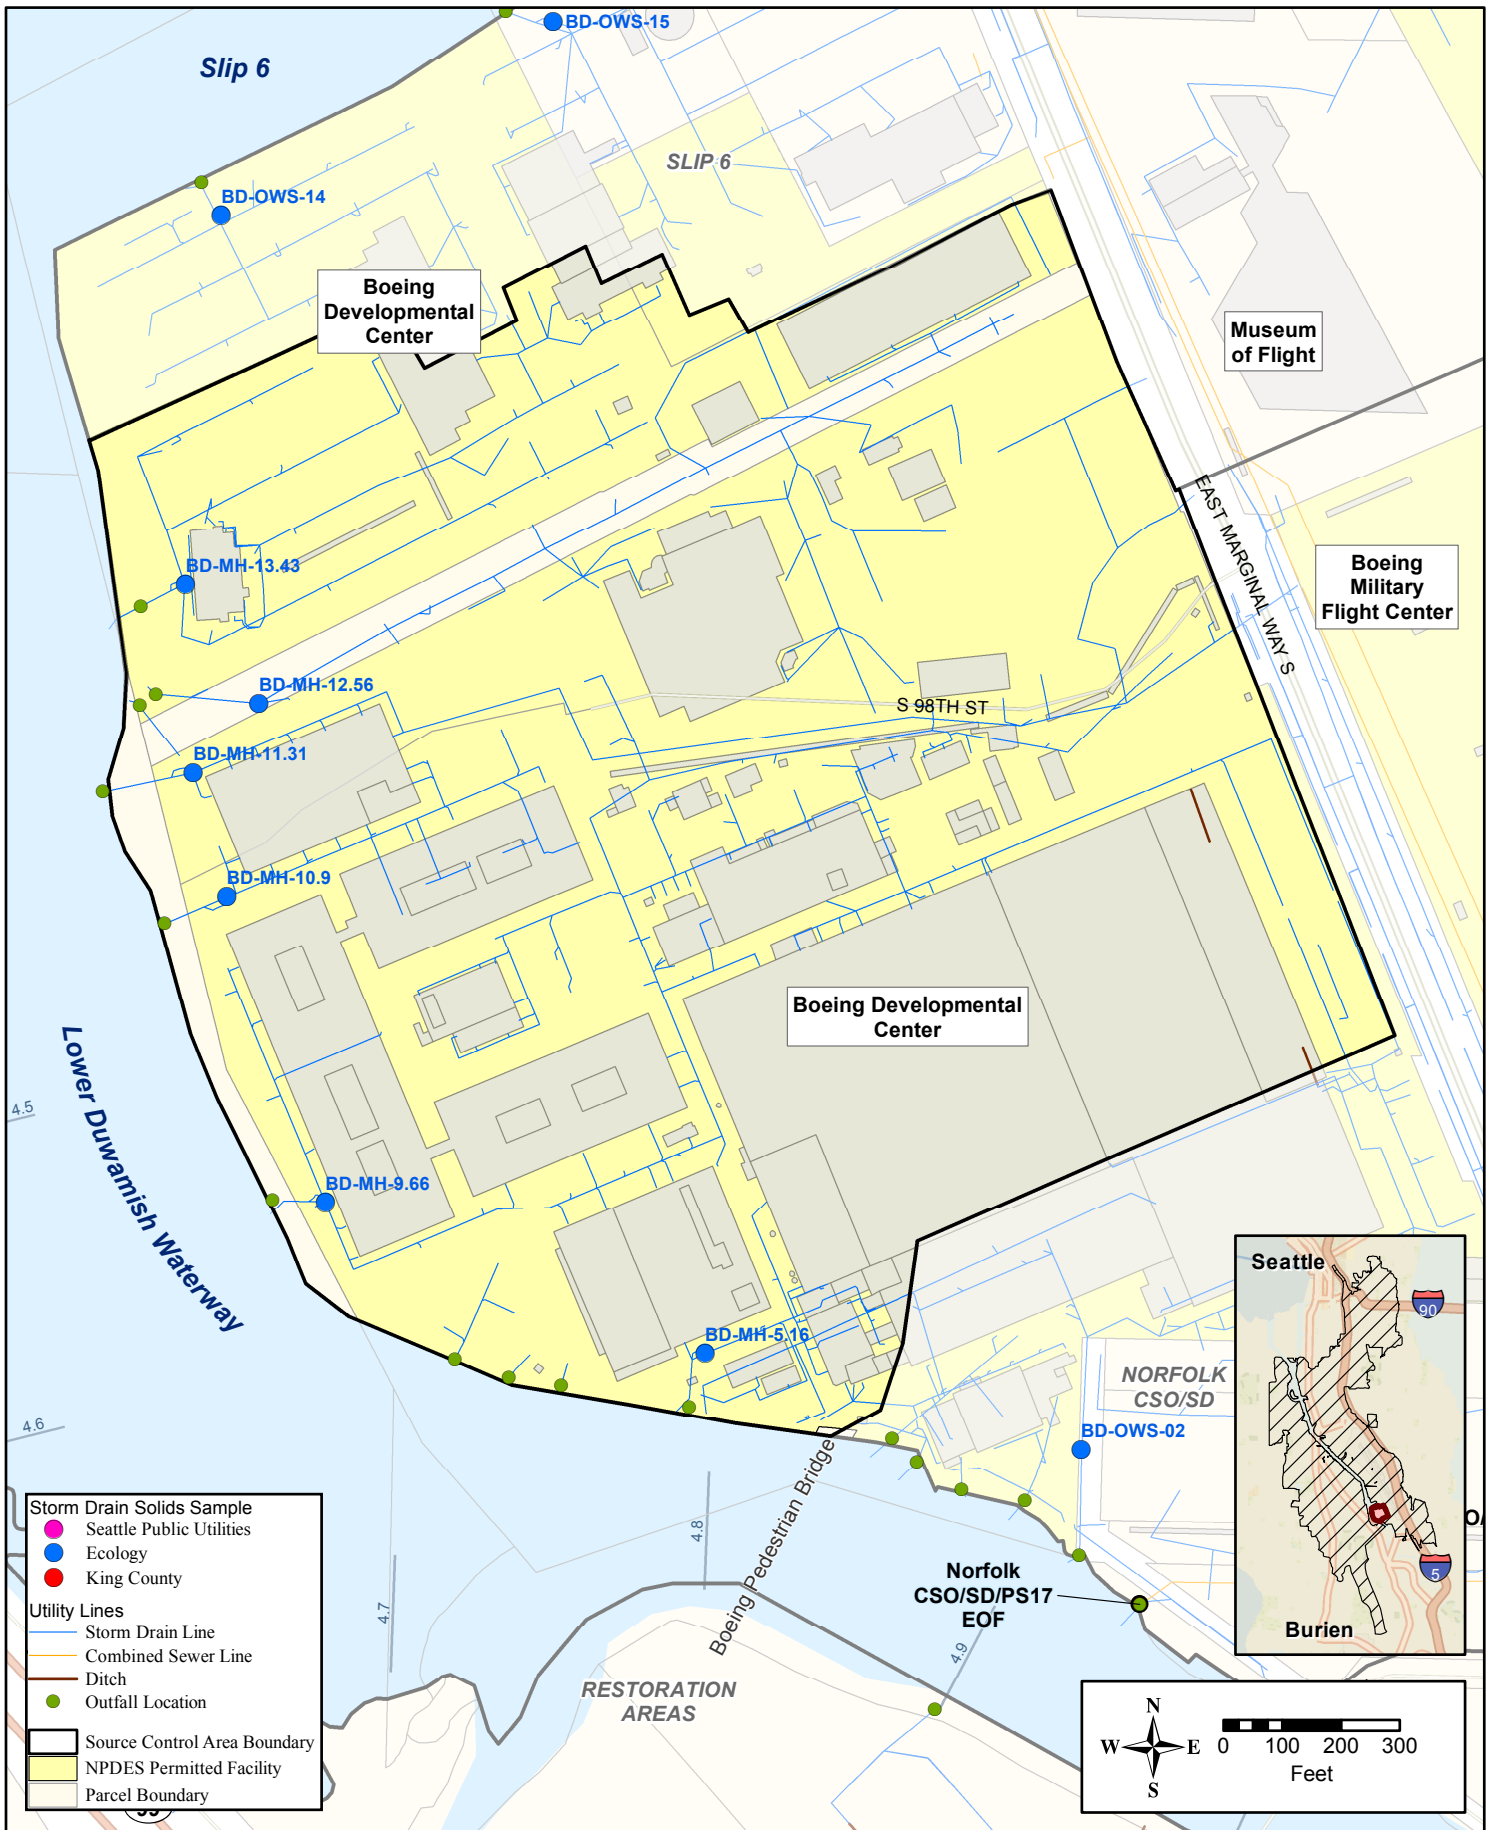 BD-OWS-15
Slip 6
SLIP 6
BD-OWS-14
Boeing
Developmental
Center
Museum
of Flight
EAST MARGINAL WAY S
Boeing
Military
Flight Center
BD-MH-13.43
BD-MH-12.56
S 98TH ST
BD-MH-11.31
BD-MH-10.9
Boeing Developmental
Center
Lower Duwamish Waterway
4.5
BD-MH-9.66
BD-MH-5.16
NORFOLK
CSO/SD
BD-OWS-02
4.6
4.7
4.8
4.9
Boeing Pedestrian Bridge
Norfolk
CSO/SD/PS17
EOF
RESTORATION
AREAS
Seattle
90
5
Burien
Storm Drain Solids Sample
Seattle Public Utilities
Ecology
King County
Utility Lines
Storm Drain Line
Combined Sewer Line
Ditch
Outfall Location
Source Control Area Boundary
NPDES Permitted Facility
Parcel Boundary
N
W E
S
0 100 200 300
Feet